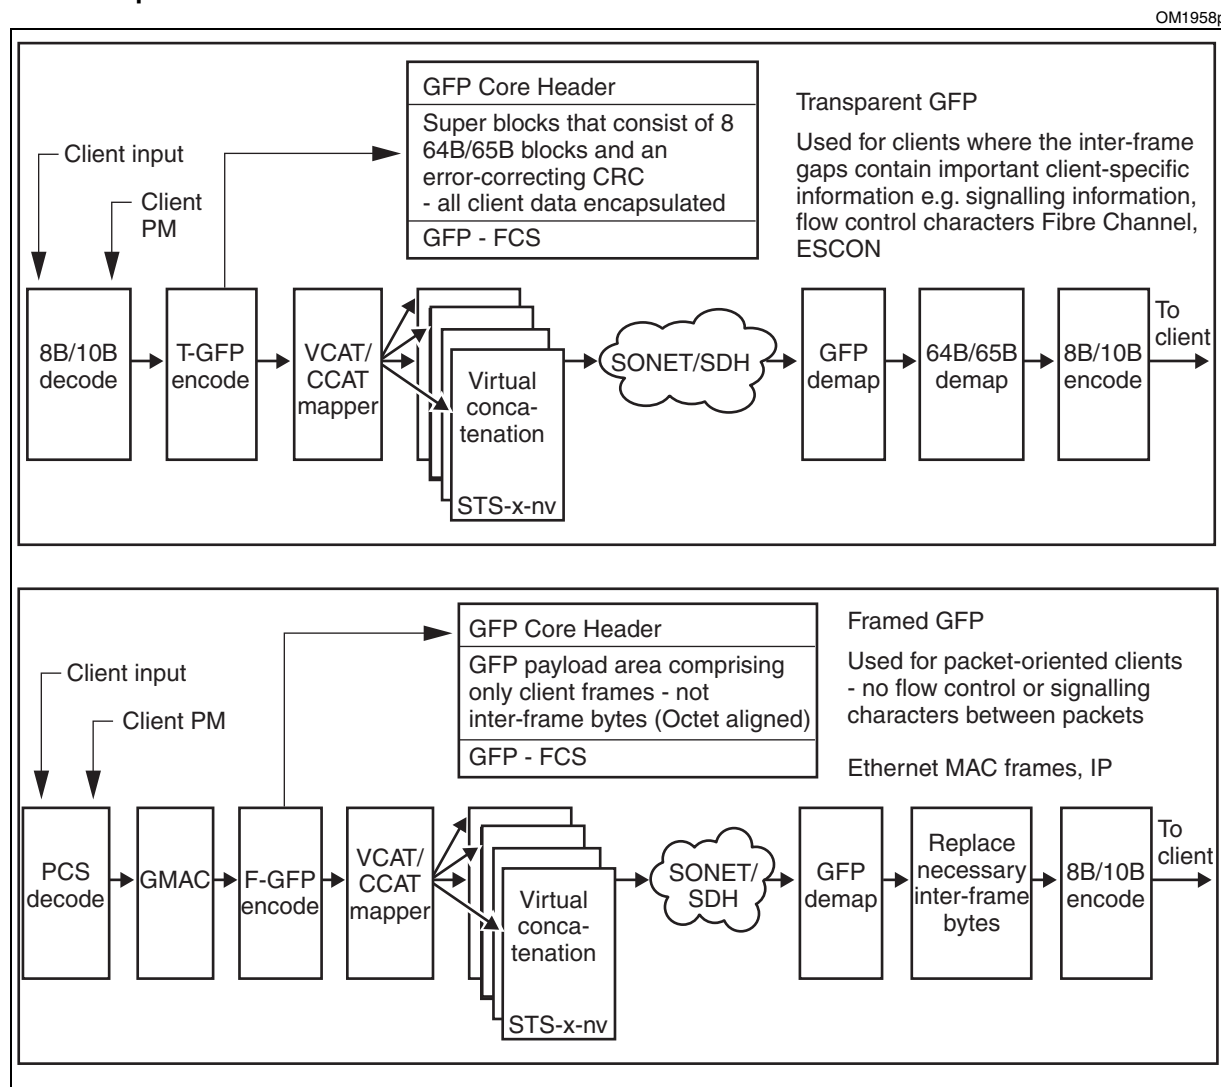 OM1958p
GFP Core Header
Super blocks that consist of 8
64B/65B blocks and an
error-correcting CRC
- all client data encapsulated
GFP - FCS
Transparent GFP
Used for clients where the inter-frame
gaps contain important client-specific
information e.g. signalling information,
flow control characters Fibre Channel,
ESCON
Client input
Client
PM
8B/10B
decode
T-GFP
encode
VCAT/
CCAT
mapper
Virtual
conca-
tenation
STS-x-nv
SONET/SDH
GFP
demap
64B/65B
demap
8B/10B
encode
To
client
GFP Core Header
GFP payload area comprising
only client frames - not
inter-frame bytes (Octet aligned)
GFP - FCS
Framed GFP
Used for packet-oriented clients
- no flow control or signalling
characters between packets
Ethernet MAC frames, IP
Client input
Client PM
PCS
decode
GMAC
F-GFP
encode
VCAT/
CCAT
mapper
Virtual
conca-
tenation
STS-x-nv
SONET/
SDH
GFP
demap
Replace
necessary
inter-frame
bytes
8B/10B
encode
To
client